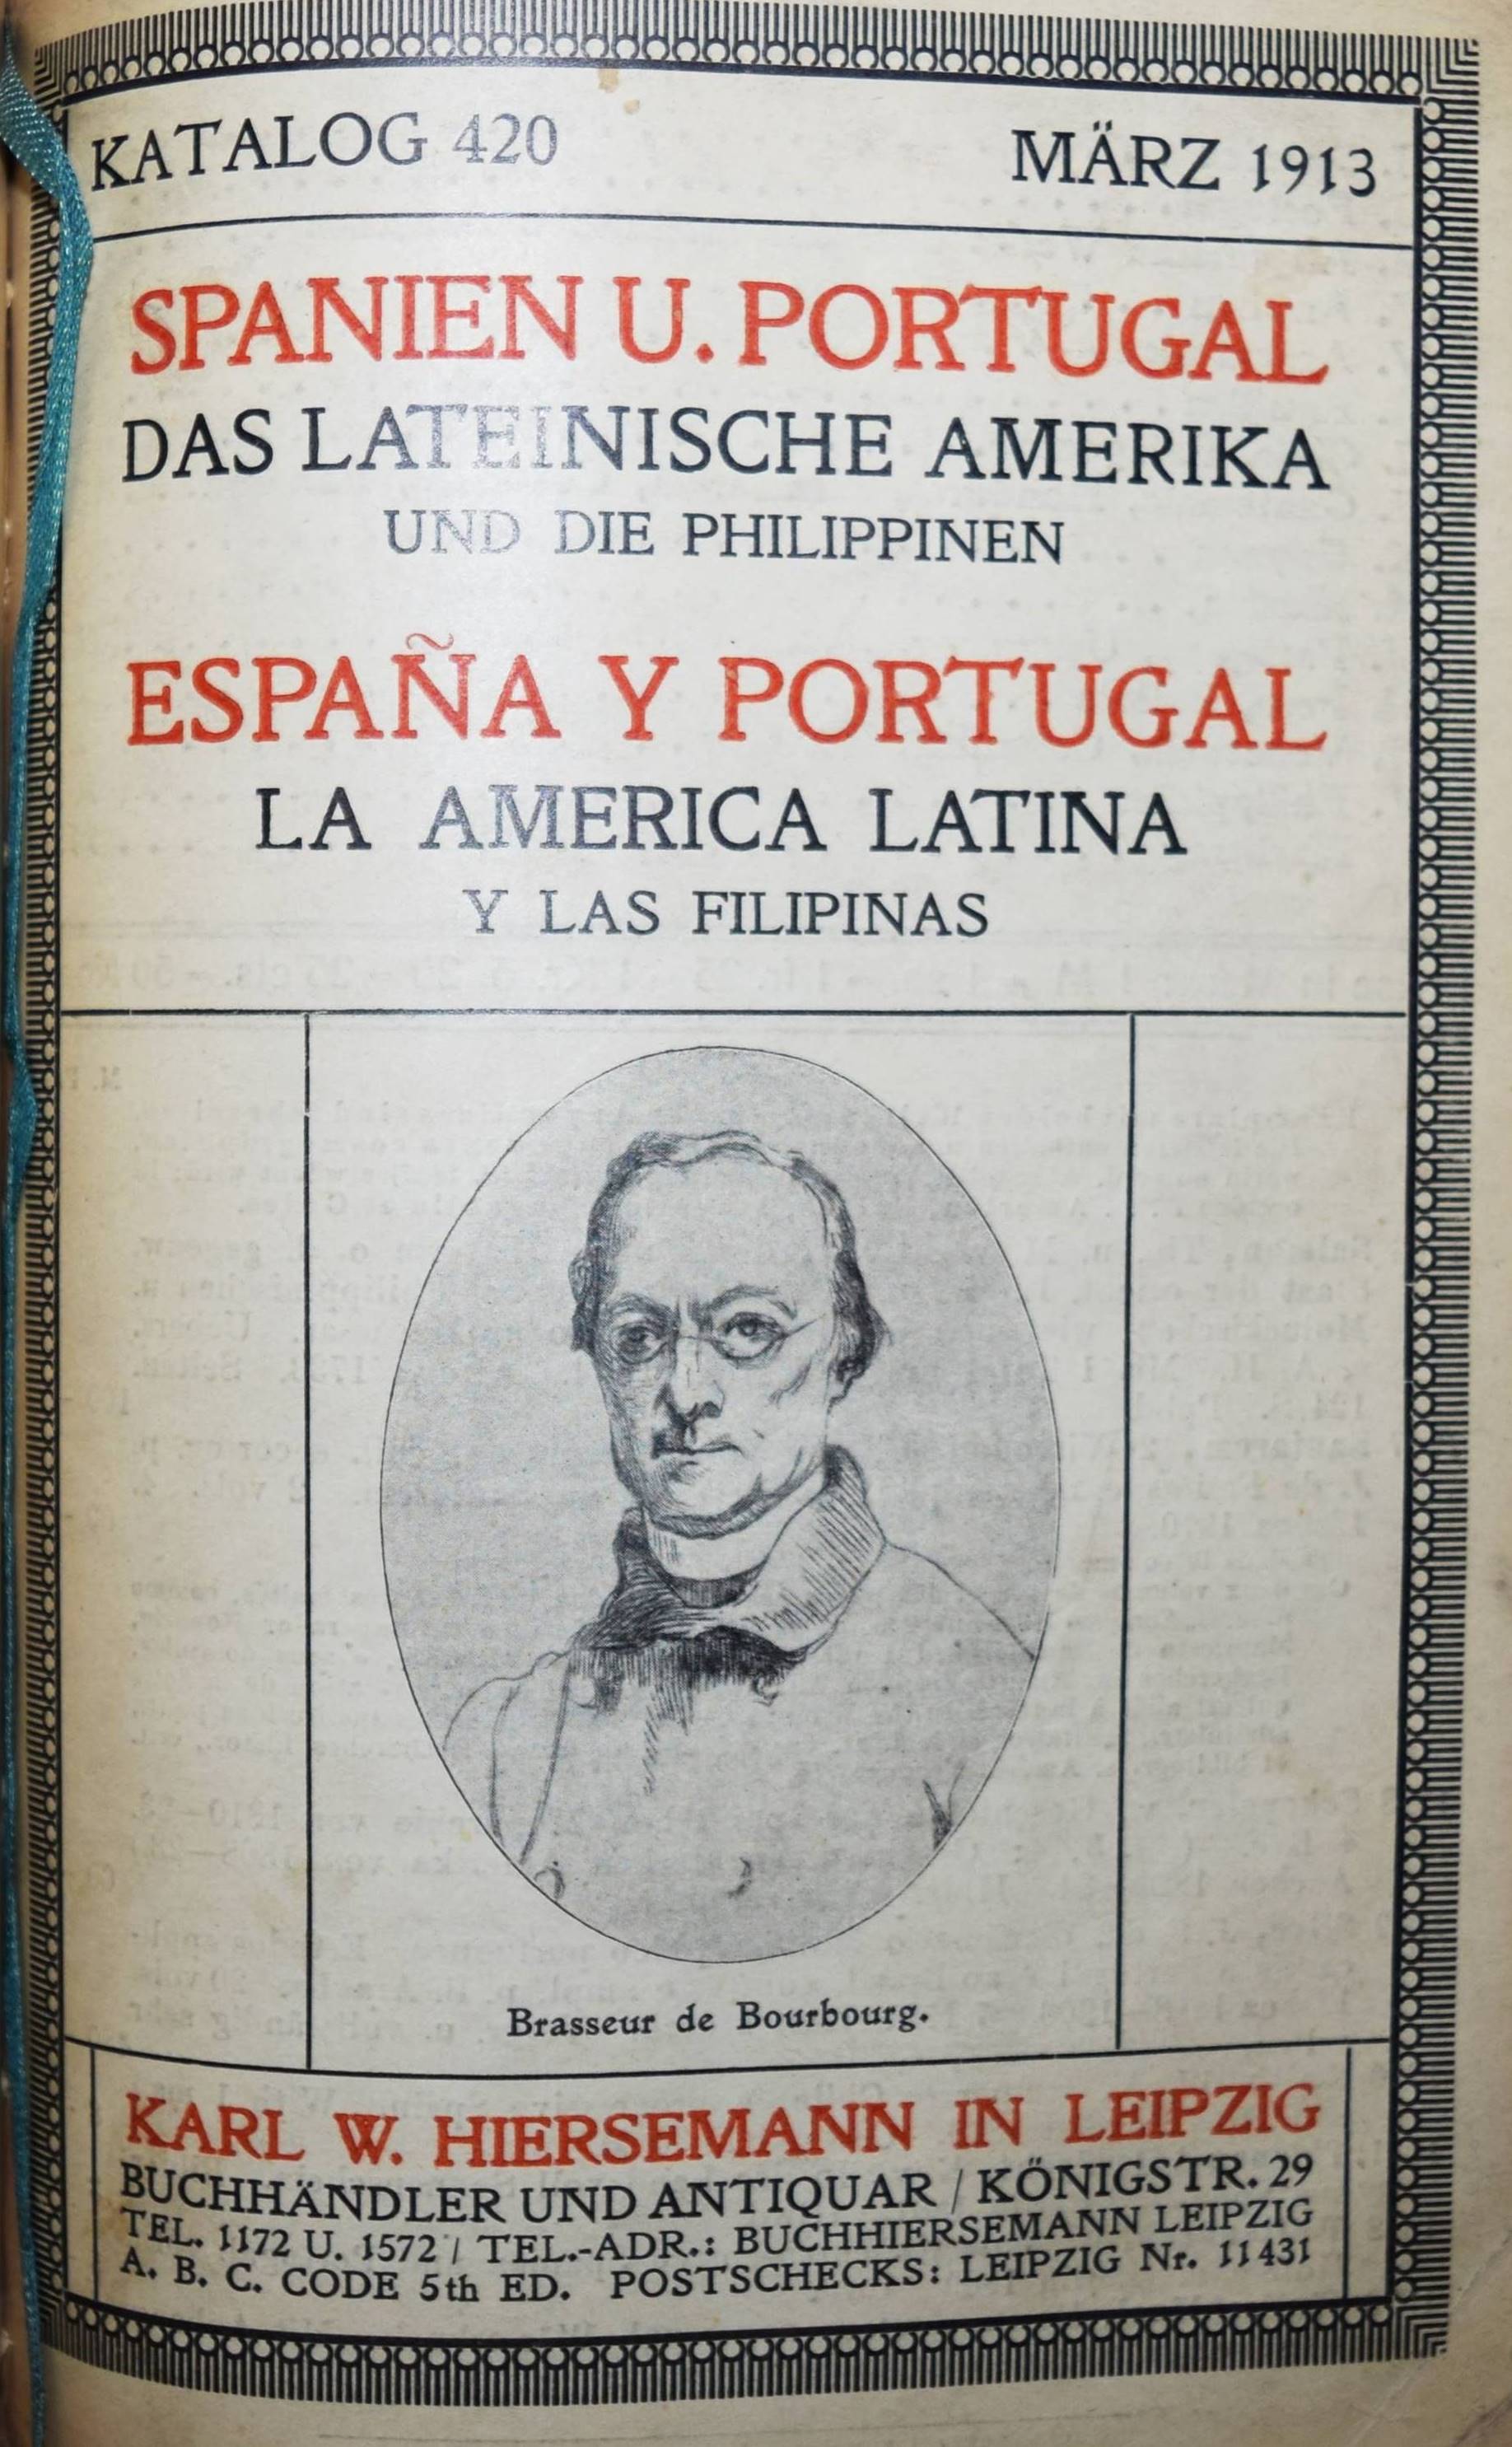 KATALOG 420 MÄRZ 1913
SPANIEN U. PORTUGAL
DAS LATEINISCHE AMERIKA
UND DIE PHILIPPINEN
ESPAÑA Y PORTUGAL
LA AMERICA LATINA
Y LAS FILIPINAS
Brasseur de Bourbourg.
KARL W. HIERSEMANN IN LEIPZIG
BUCHHÄNDLER UND ANTIQUAR / KÖNIGSTR. 29
TEL. 1172 U. 1572 / TEL.-ADR.: BUCHHIERSEMANN LEIPZIG
A. B. C. CODE 5th ED. POSTSCHECKS: LEIPZIG Nr. 11431